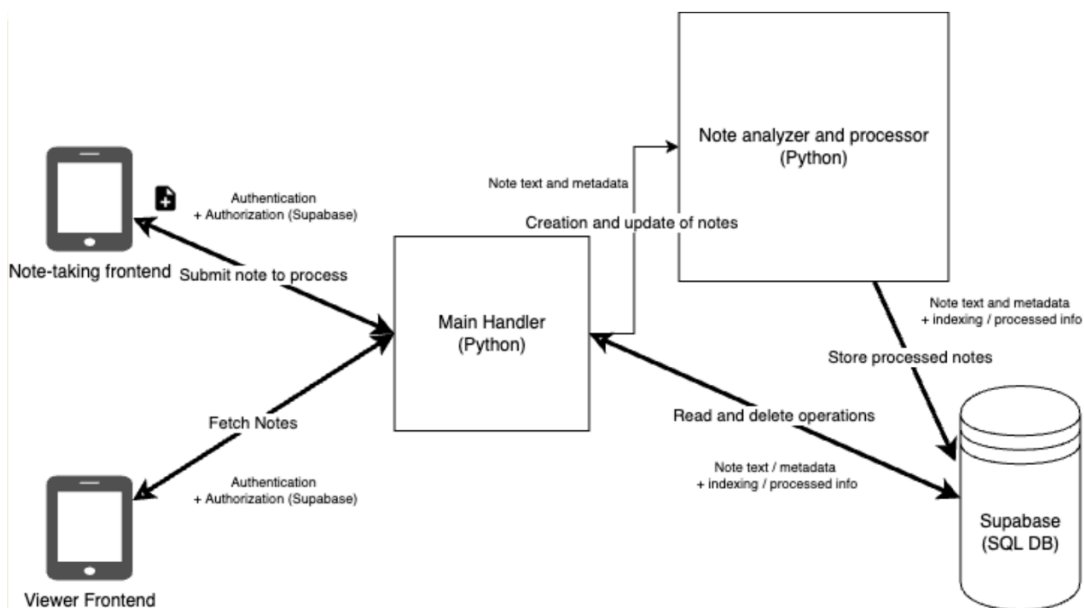 Note analyzer and processor
(Python)
Note text and metadata
Creation and update of notes
Authentication
+ Authorization (Supabase)
Note-taking frontend
Submit note to process
Main Handler
(Python)
Note text and metadata
+ indexing / processed info
Store processed notes
Fetch Notes
Read and delete operations
Authentication
+ Authorization (Supabase)
Note text / metadata
+ indexing / processed info
Supabase
(SQL DB)
Viewer Frontend